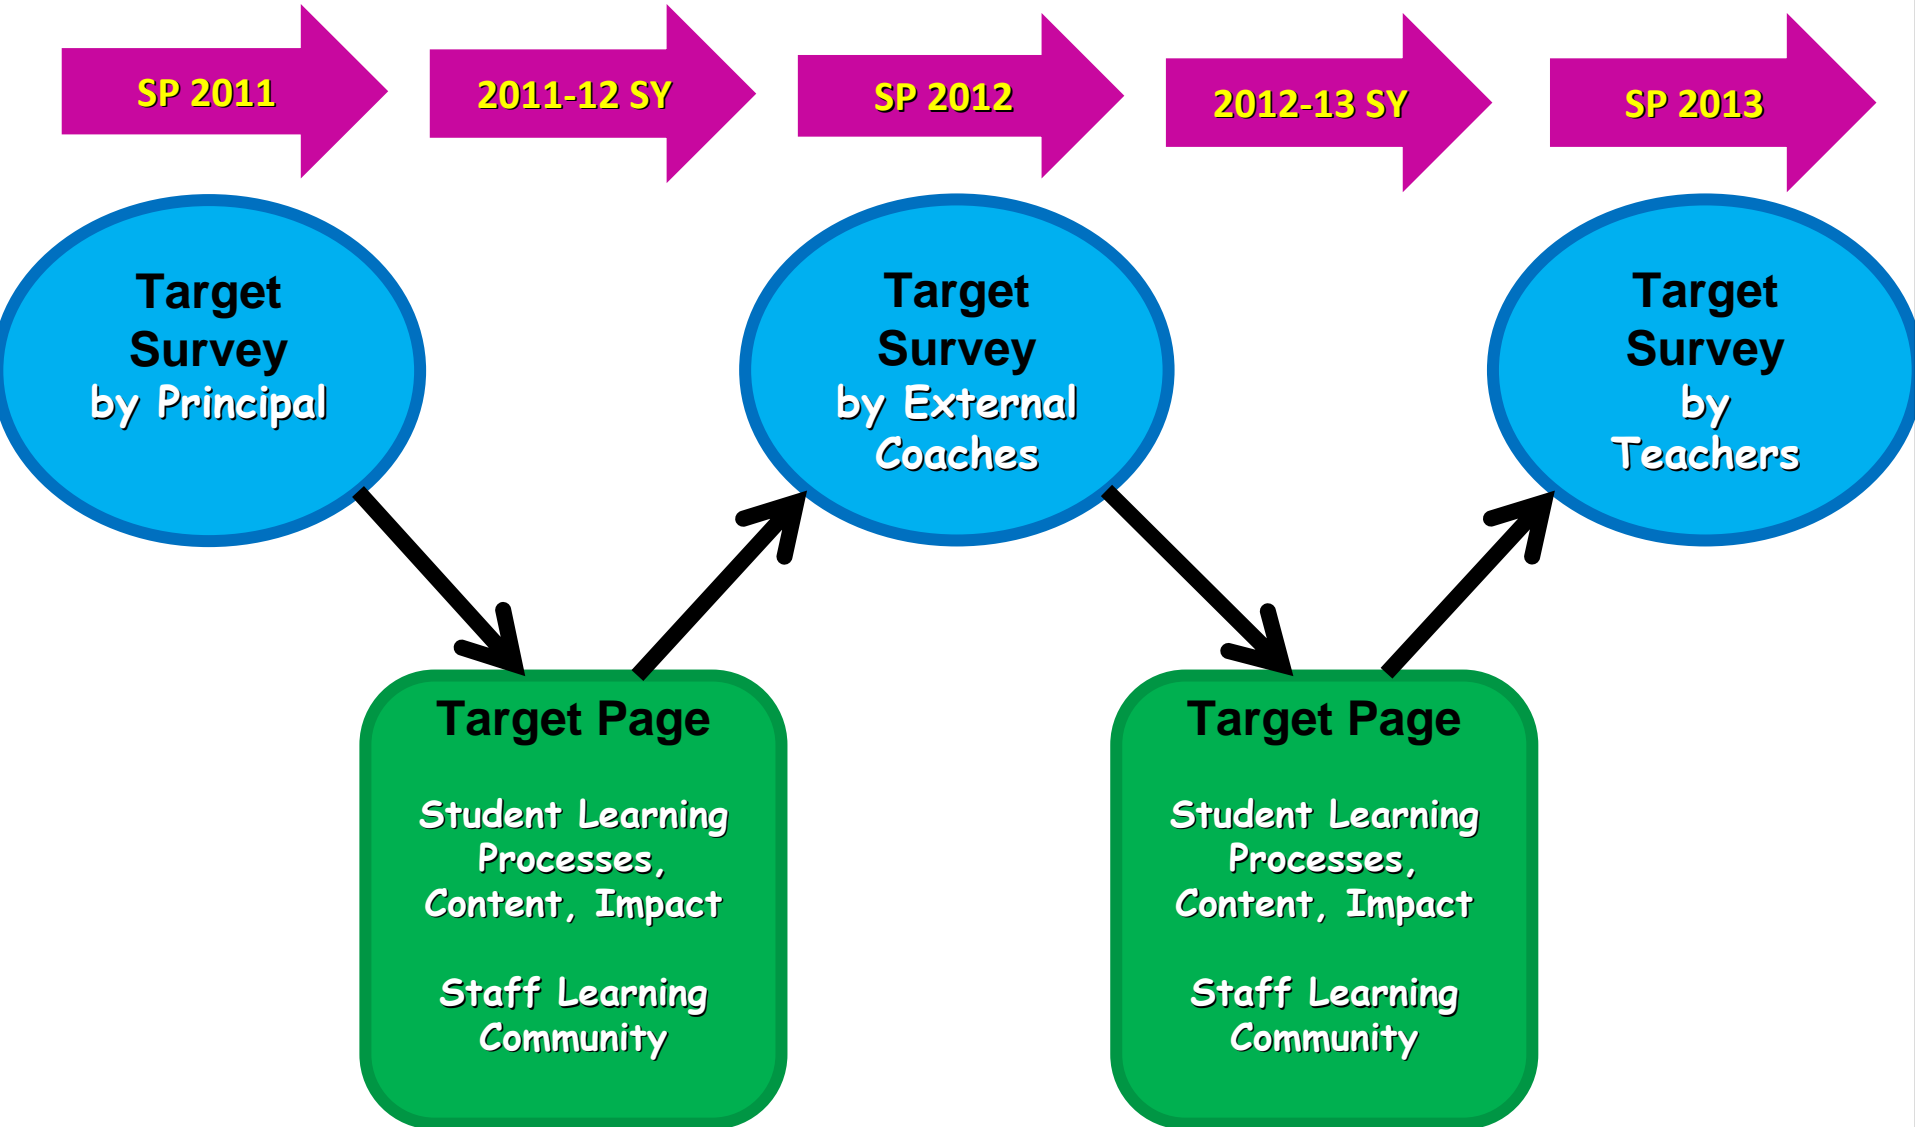 SP 2011
2011-12 SY
SP 2012
2012-13 SY
SP 2013
Target
Survey
by Principal
Target
Survey
by External
Coaches
Target
Survey
by
Teachers
Target Page
Student Learning
Processes,
Content, Impact
Staff Learning
Community
Target Page
Student Learning
Processes,
Content, Impact
Staff Learning
Community